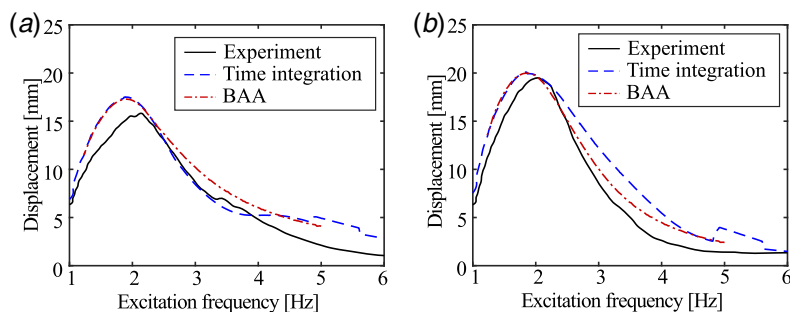 (a)
25
20
15
10
5
0
Displacement [mm]
Experiment
Time integration
BAA
1 2 3 4 5 6
Excitation frequency [Hz]
(b)
25
20
15
10
5
0
Displacement [mm]
Experiment
Time integration
BAA
1 2 3 4 5 6
Excitation frequency [Hz]